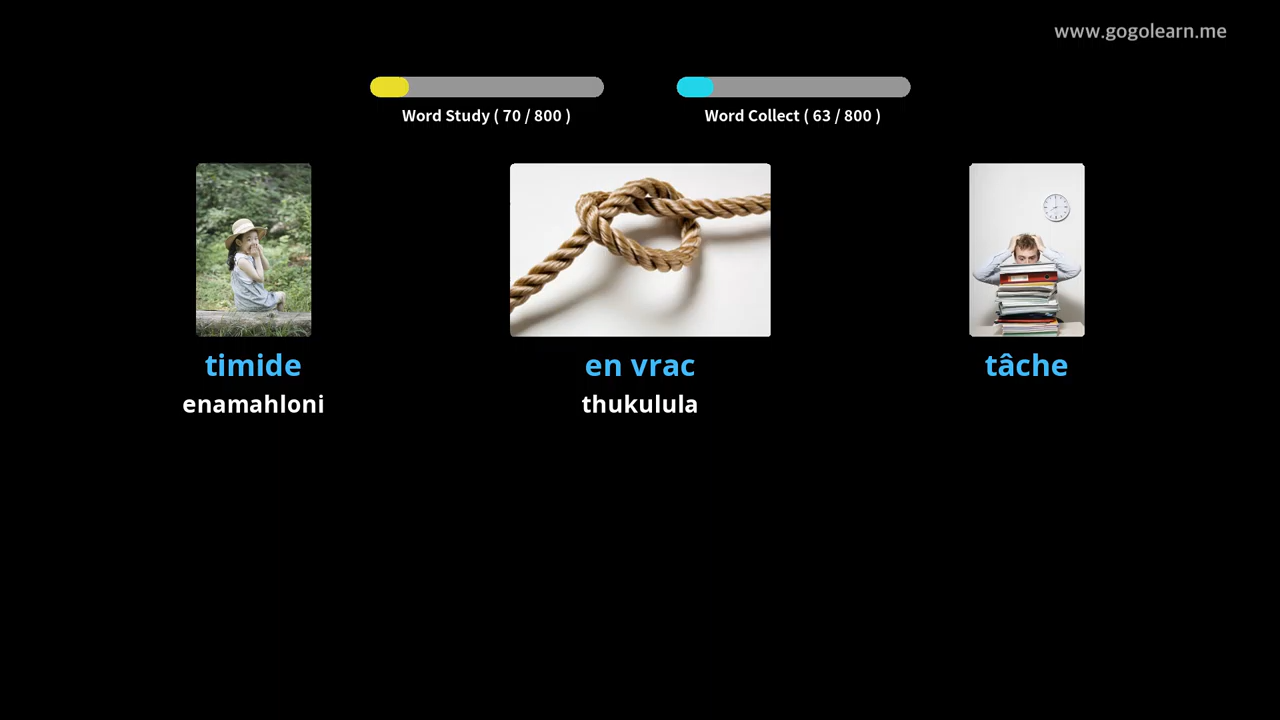 www.gogolearn.me
Word Study ( 70 / 800 )
Word Collect ( 63 / 800 )
timide
enamahloni
en vrac
thukulula
tâche